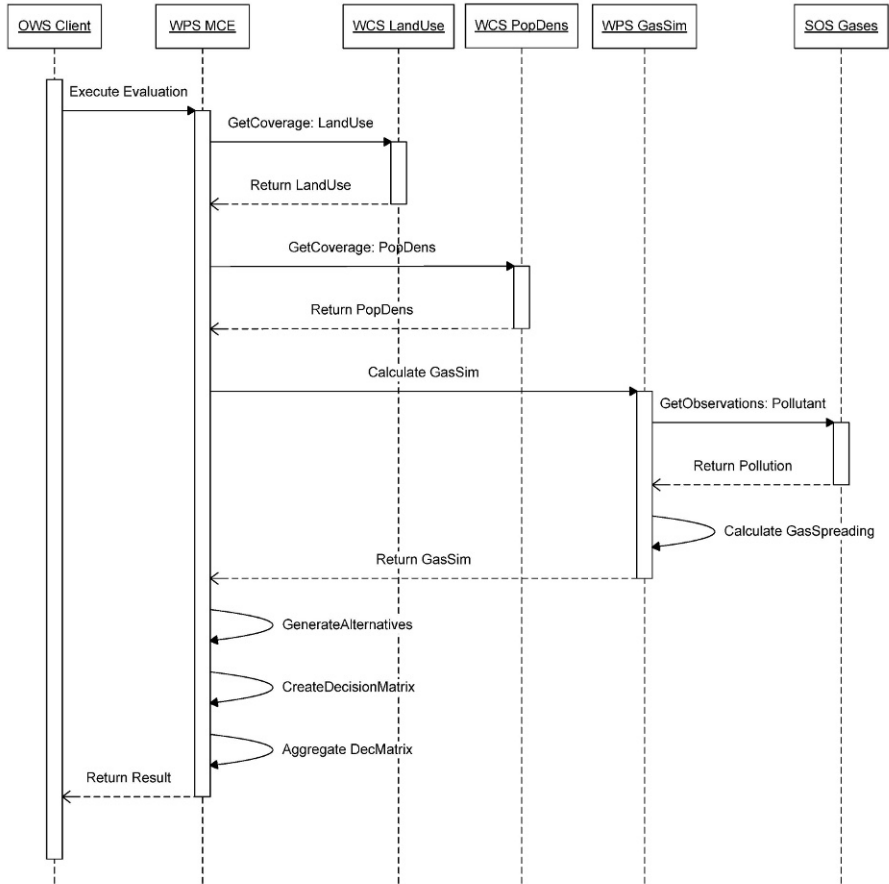 OWS Client
WPS MCE
WCS LandUse
WCS PopDens
WPS GasSim
SOS Gases
Execute Evaluation
GetCoverage: LandUse
Return LandUse
GetCoverage: PopDens
Return PopDens
Calculate GasSim
GetObservations: Pollutant
Return Pollution
Calculate GasSpreading
Return GasSim
GenerateAlternatives
CreateDecisionMatrix
Aggregate DecMatrix
Return Result